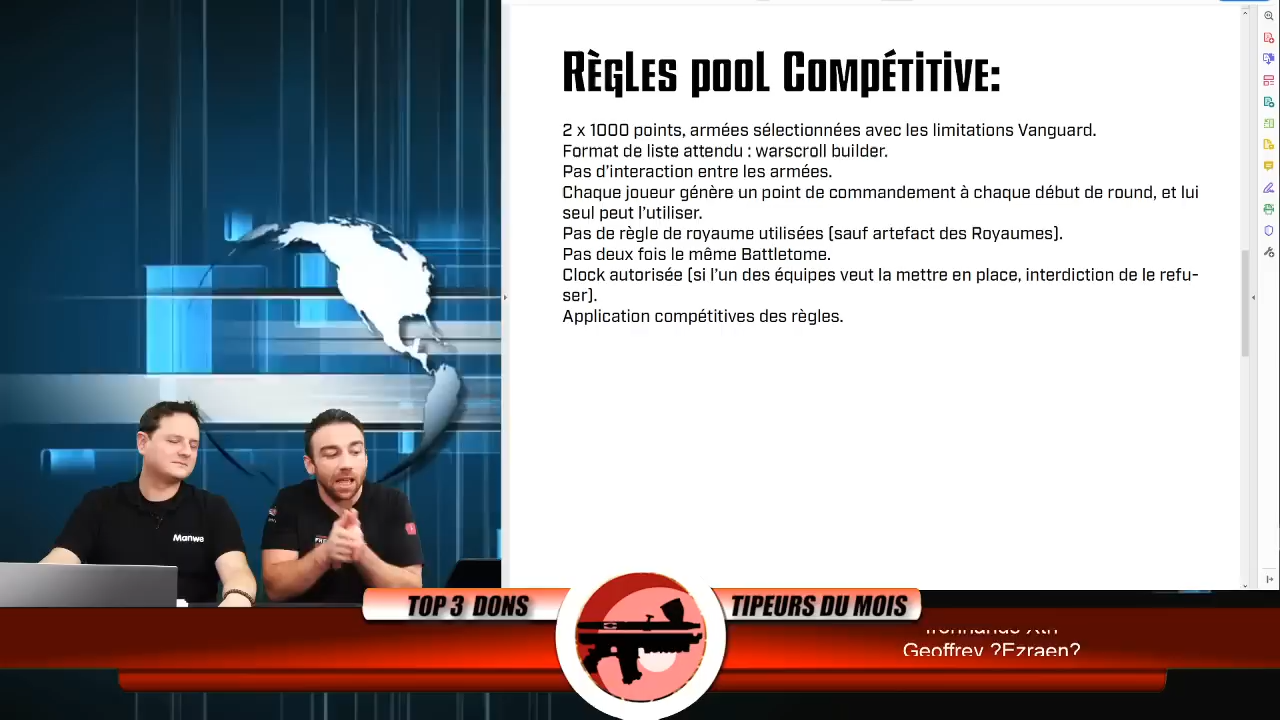 Règles pool Compétitive:
2 x 1000 points, armées sélectionnées avec les limitations Vanguard.
Format de liste attendu : warscroll builder.
Pas d'interaction entre les armées.
Chaque joueur génère un point de commandement à chaque début de round, et lui
seul peut l'utiliser.
Pas de règle de royaume utilisées (sauf artefact des Royaumes).
Pas deux fois le même Battletome.
Clock autorisée (si l'un des équipes veut la mettre en place, interdiction de le refu-
ser).
Application compétitives des règles.
Manwe
TOP 3 DONS
TIPEURS DU MOIS
Geoffrey ?Ezraen?